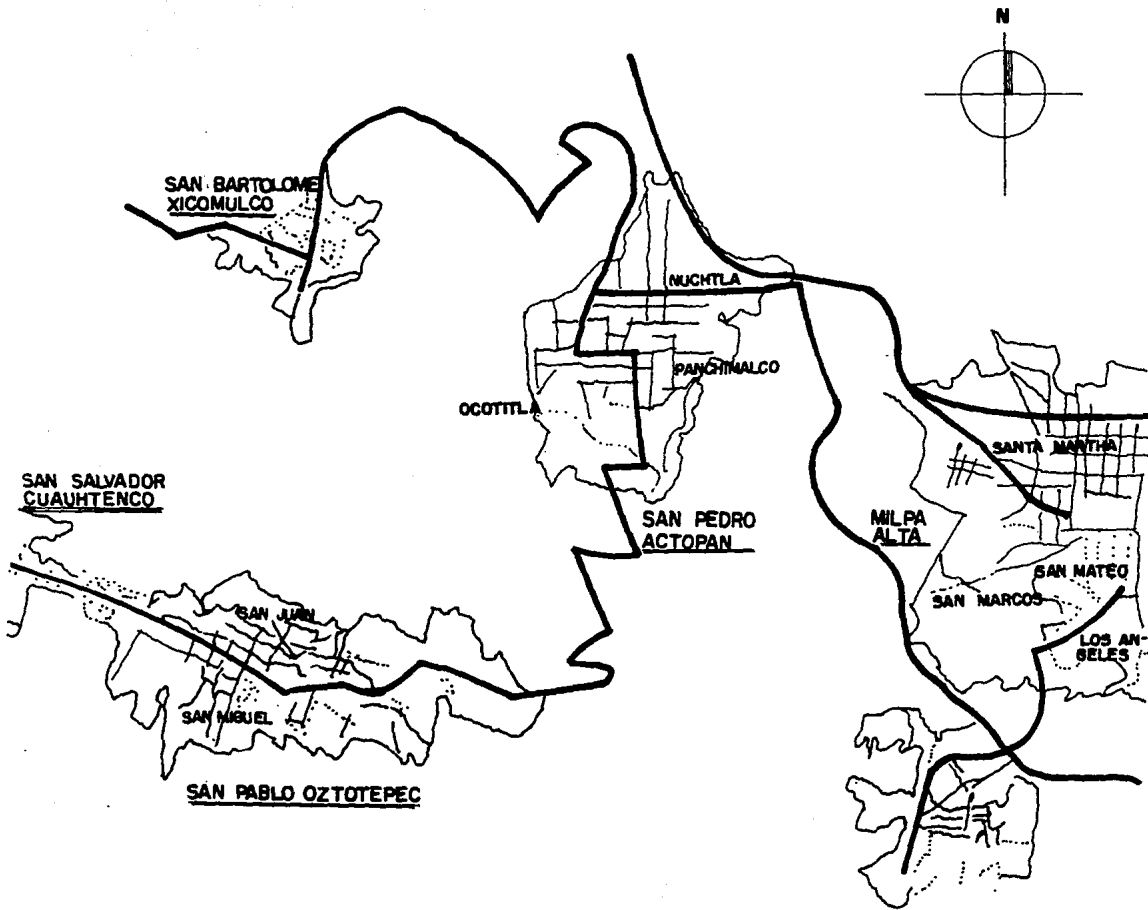 N
SAN BARTOLOME
XICOMULCO
NUCHTLA
PANCHIMALCO
OCOTITLA
SANTA MARTHA
SAN SALVADOR
CUAUHTENCO
SAN PEDRO
ACTOPAN
MILPA
ALTA
SAN MATEO
SAN MARCOS
SAN JUAN
LOS AN-
GELES
SAN MIGUEL
SAN PABLO OZTOTEPEC